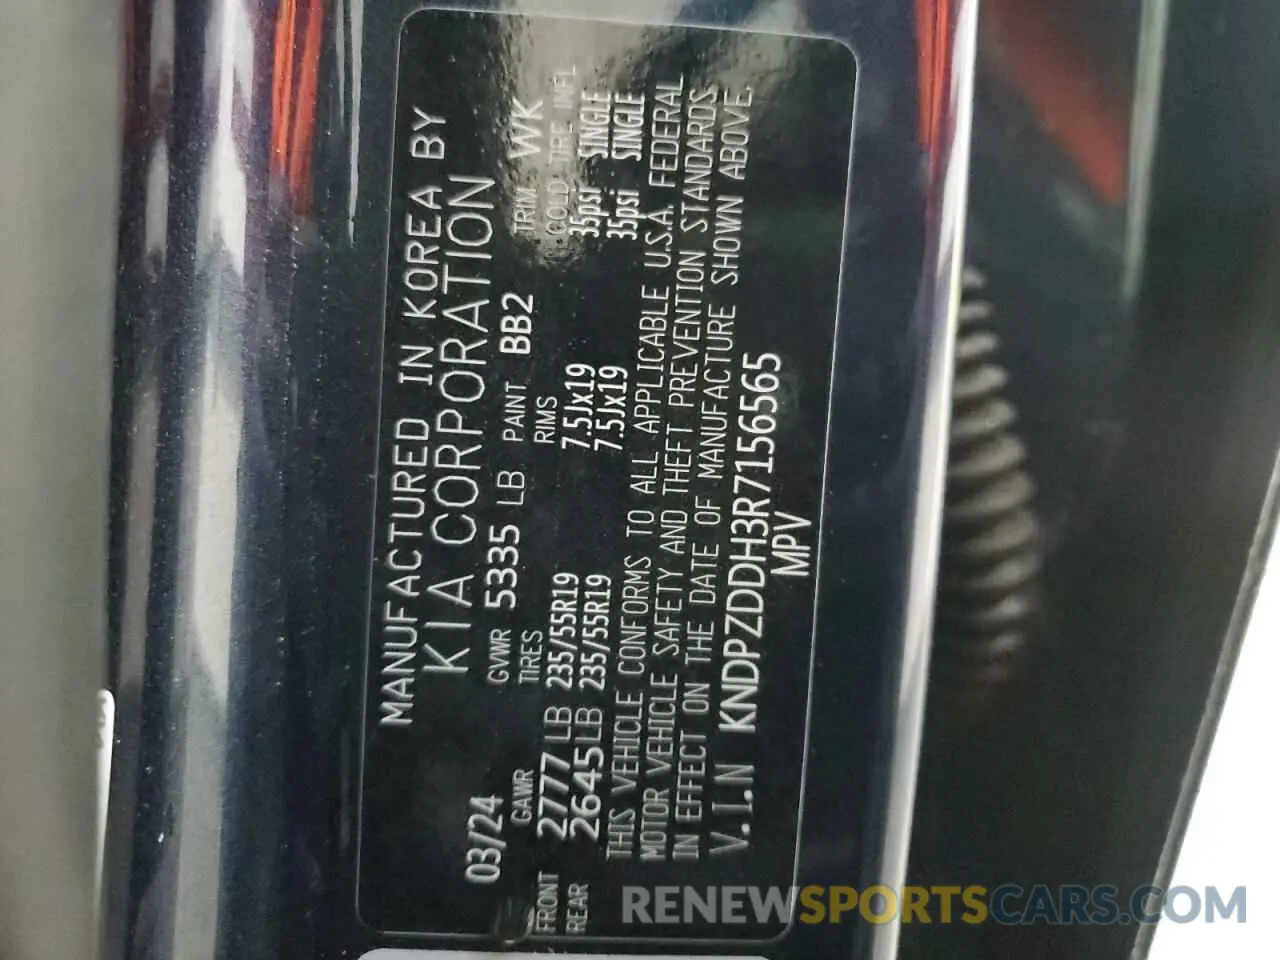 MANUFACTURED IN KOREA BY
KIA CORPORATION
03/24 GVWR 5335 LB PAINT BB2 TRIM WK
GAWR TIRES RIMS COLD TIRE INFL
FRONT 2777 LB 235/55R19 7.5Jx19 35psi SINGLE
REAR 2645 LB 235/55R19 7.5Jx19 35psi SINGLE
THIS VEHICLE CONFORMS TO ALL APPLICABLE U.S.A. FEDERAL
MOTOR VEHICLE SAFETY AND THEFT PREVENTION STANDARDS
IN EFFECT ON THE DATE OF MANUFACTURE SHOWN ABOVE.
V.I.N KNDPZDDH3R7156565
MPV
RENEWSPORTSCARS.COM